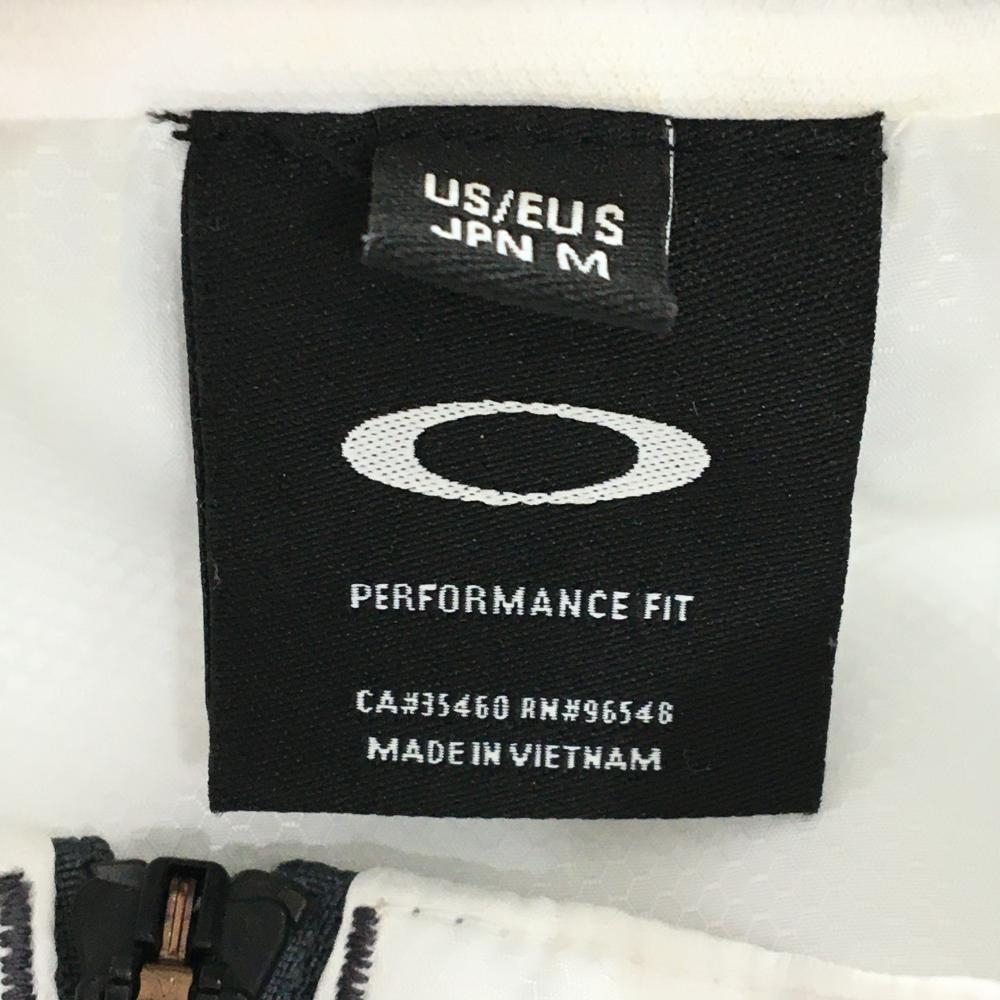 US/EU S
JPN M
PERFORMANCE FIT
CA#35460 RN#96548
MADE IN VIETNAM